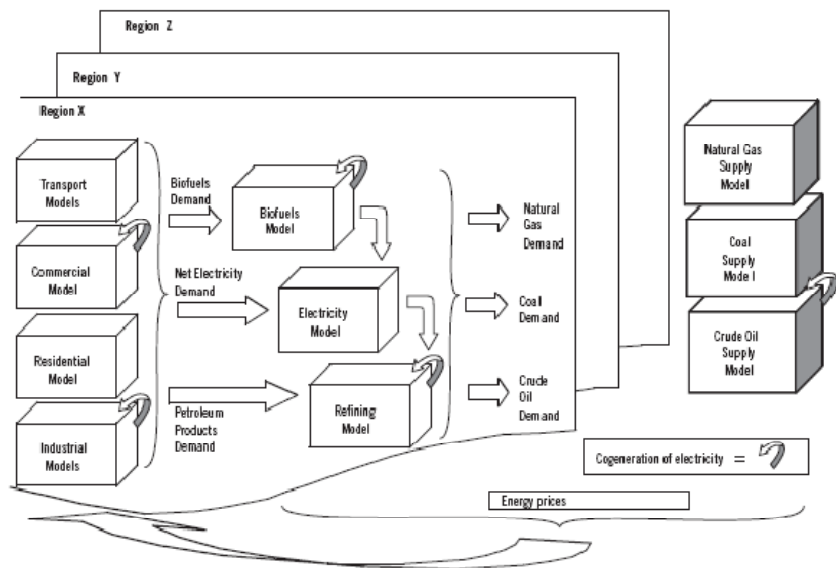 Region Z
Region Y
Region X
Transport
Models
Commercial
Model
Residential
Model
Industrial
Models
Biofuels
Demand
Net Electricity
Demand
Petroleum
Products
Demand
Biofuels
Model
Electricity
Model
Refining
Model
Natural
Gas
Demand
Coall
Demand
Crude
Oil
Demand
Natural Gas
Supply
Model
Coal
Supply
Mode l
Crude Oil
Supply
Model
Cogeneration of electricity =
Energy prices